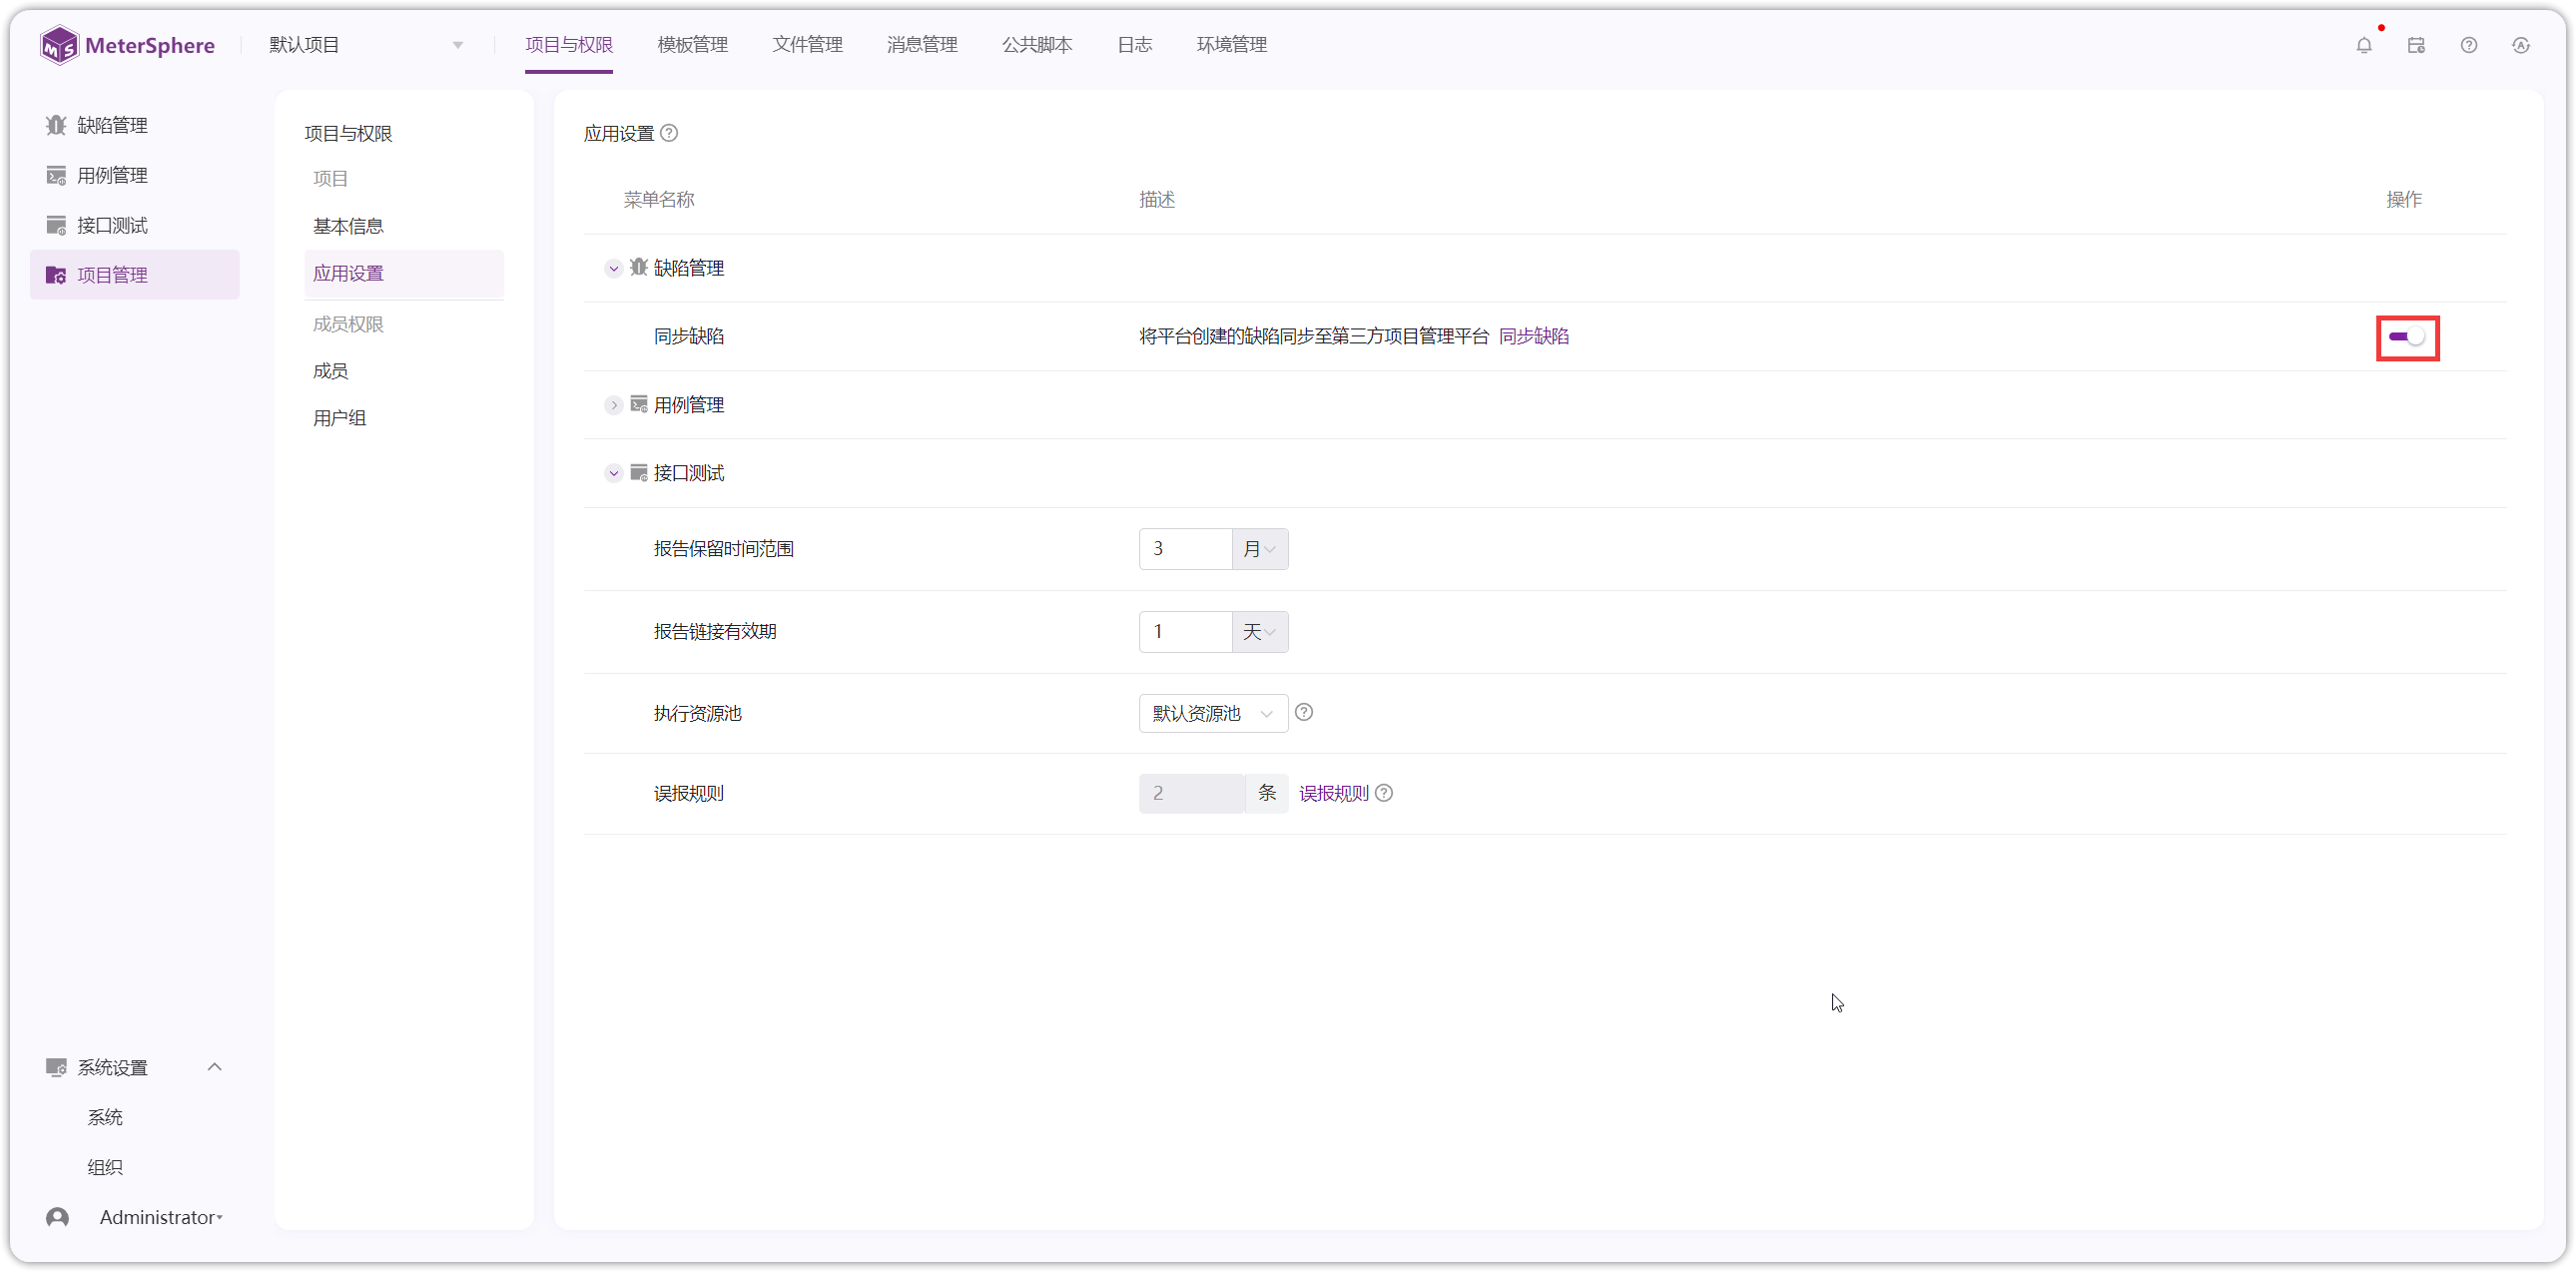 MeterSphere
默认项目
项目与权限
模板管理
文件管理
消息管理
公共脚本
日志
环境管理
缺陷管理
用例管理
接口测试
项目管理
项目与权限
项目
基本信息
应用设置
成员权限
成员
用户组
应用设置
菜单名称 描述 操作
缺陷管理
同步缺陷 将平台创建的缺陷同步至第三方项目管理平台 同步缺陷
用例管理
接口测试
报告保留时间范围 3 月
报告链接有效期 1 天
执行资源池 默认资源池
误报规则 2 条 误报规则
系统设置
系统
组织
Administrator